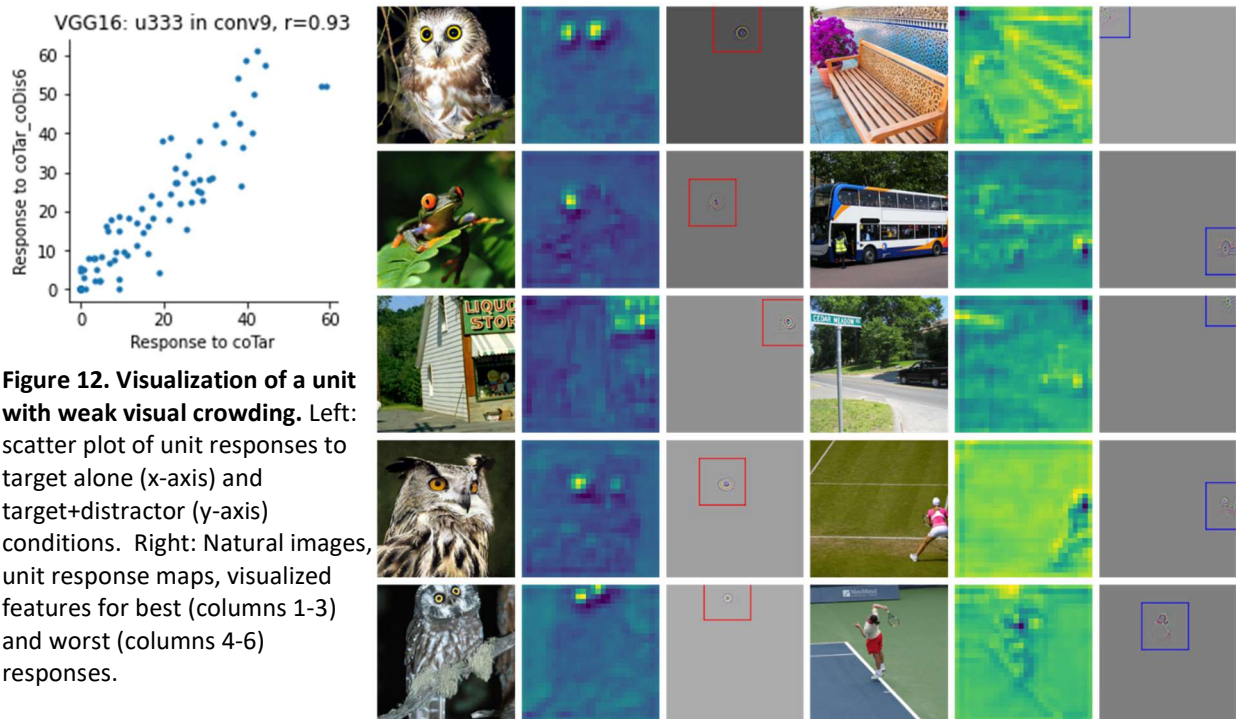 VGG16: u333 in conv9, r=0.93
Response to coTar_coDis6
60
50
40
30
20
10
0
0
20
40
60
Response to coTar
Figure 12. Visualization of a unit
with weak visual crowding. Left:
scatter plot of unit responses to
target alone (x-axis) and
target+distractor (y-axis)
conditions. Right: Natural images,
unit response maps, visualized
features for best (columns 1-3)
and worst (columns 4-6)
responses.
LIQUO
STOR
CEDAR MEADOW